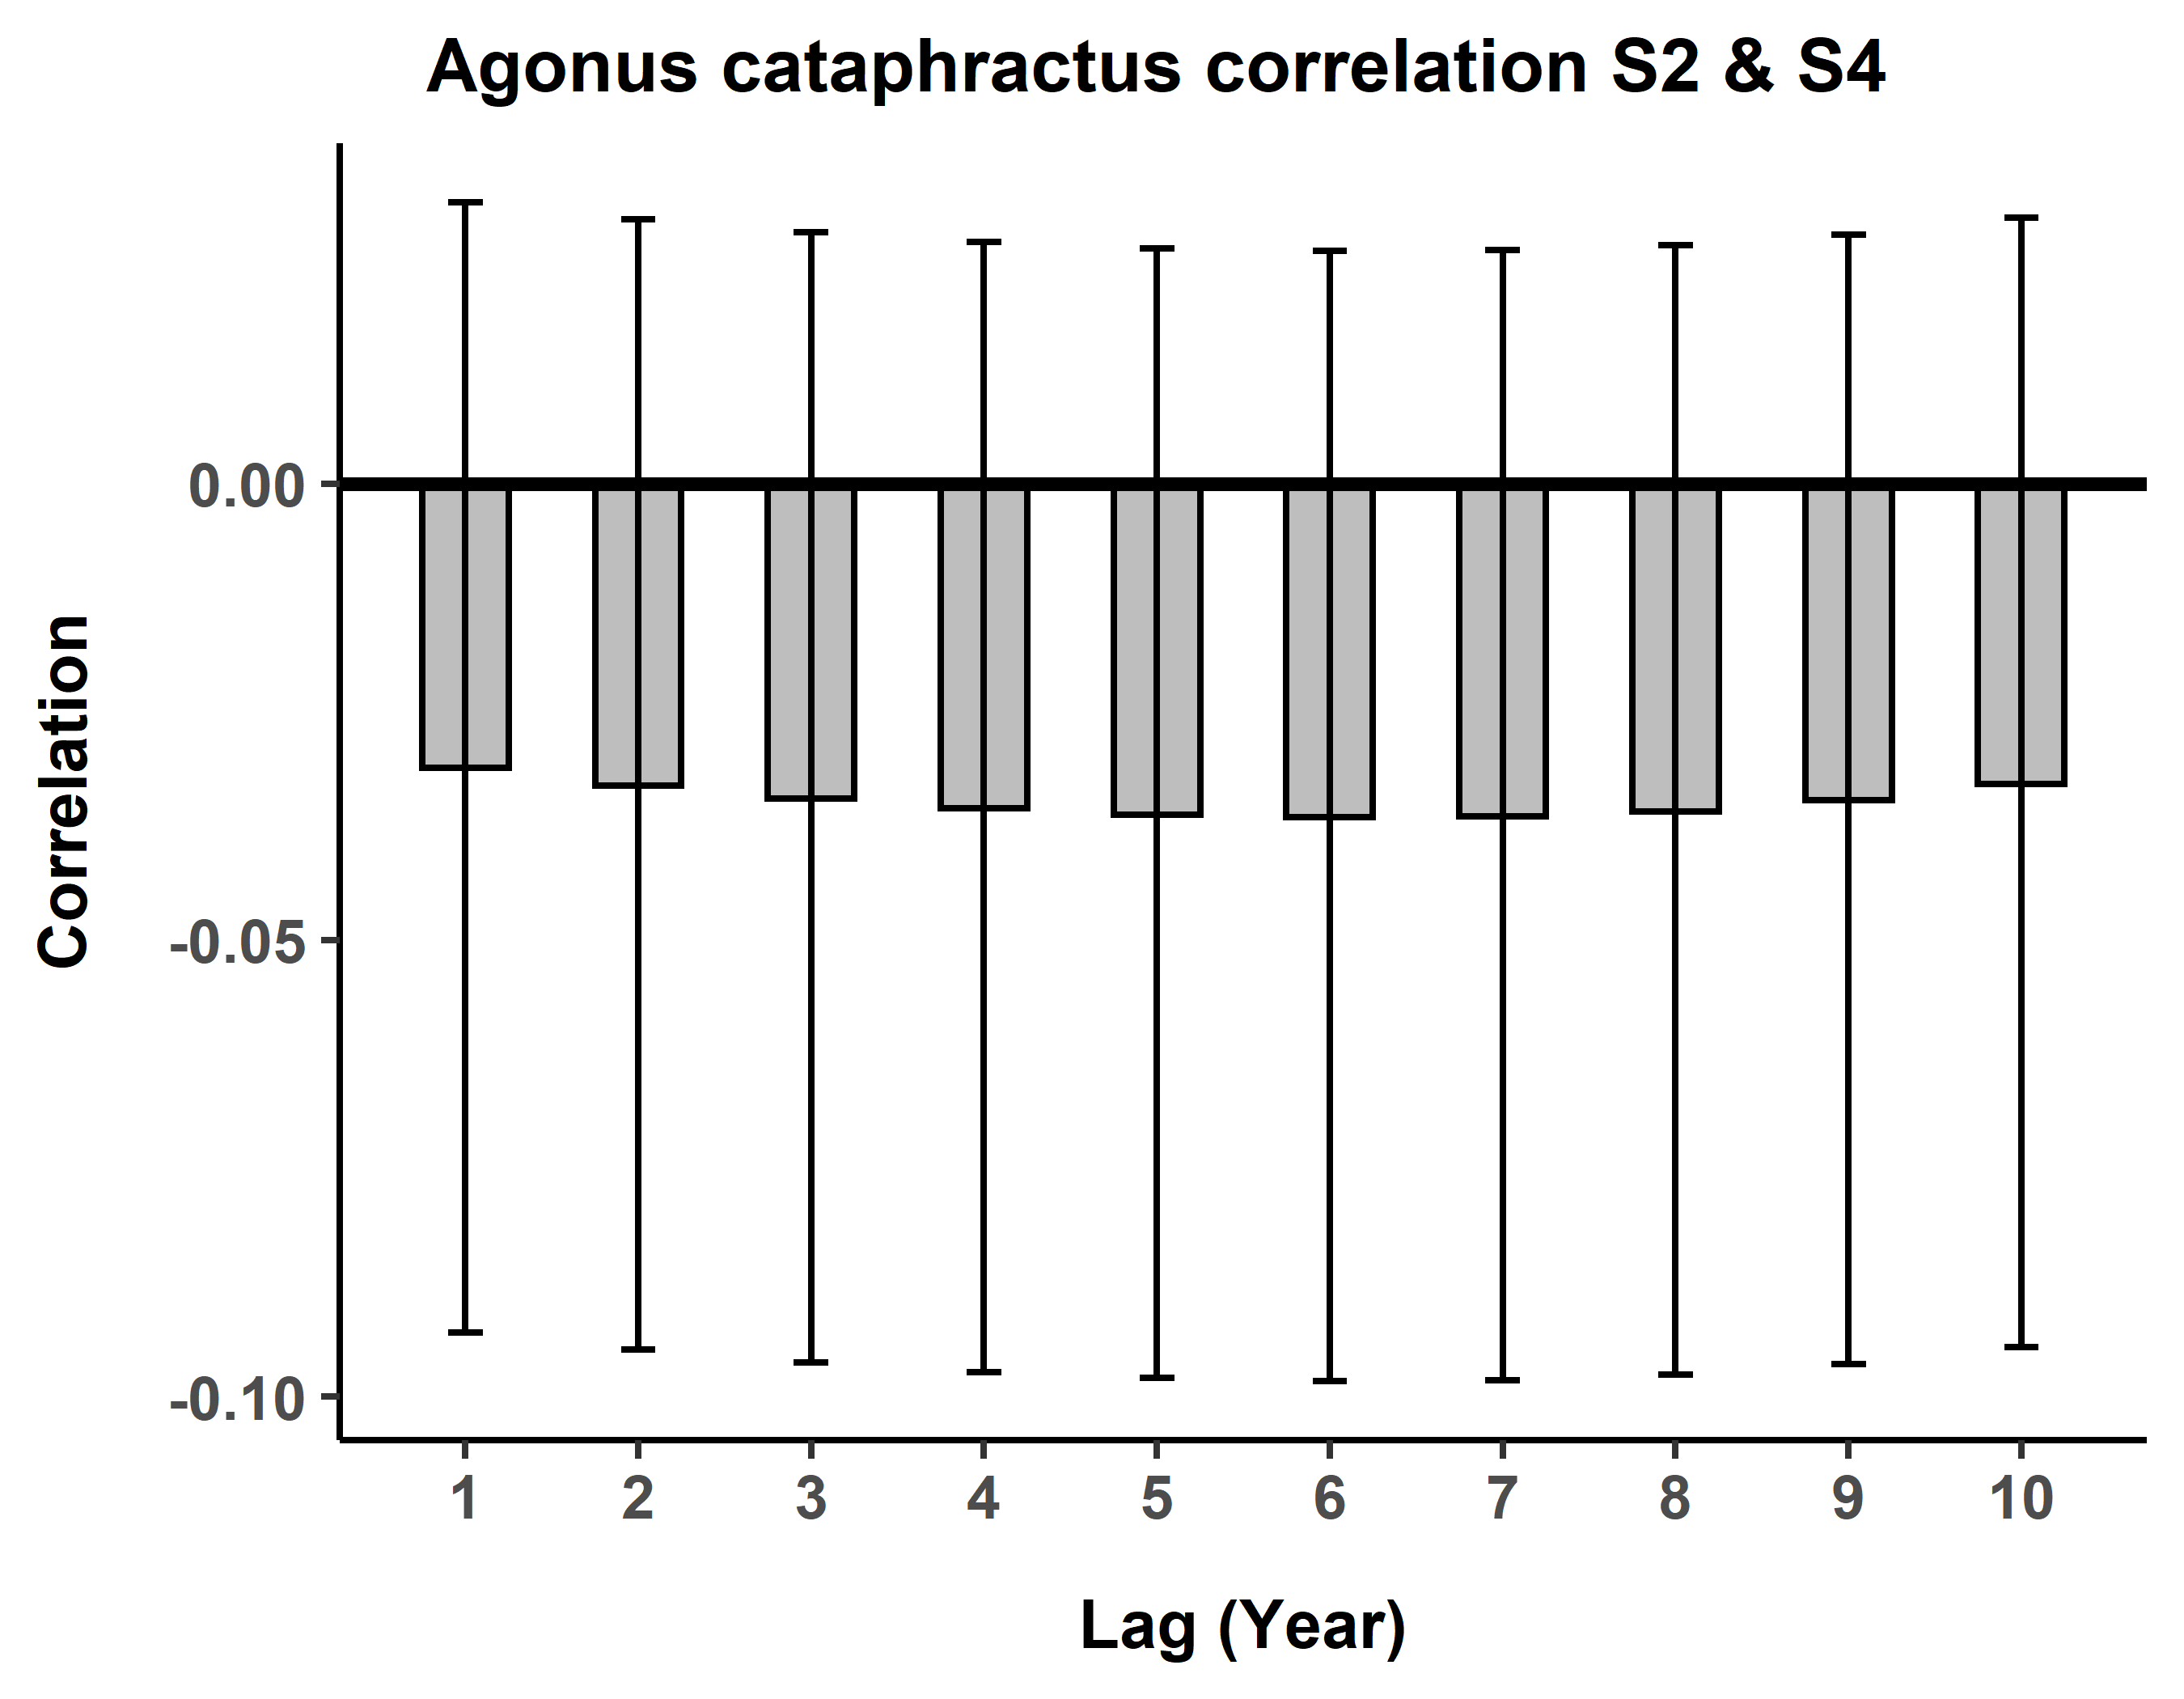 Agonus cataphractus correlation S2 & S4
Correlation
0.00
-0.05
-0.10
1 2 3 4 5 6 7 8 9 10
Lag (Year)